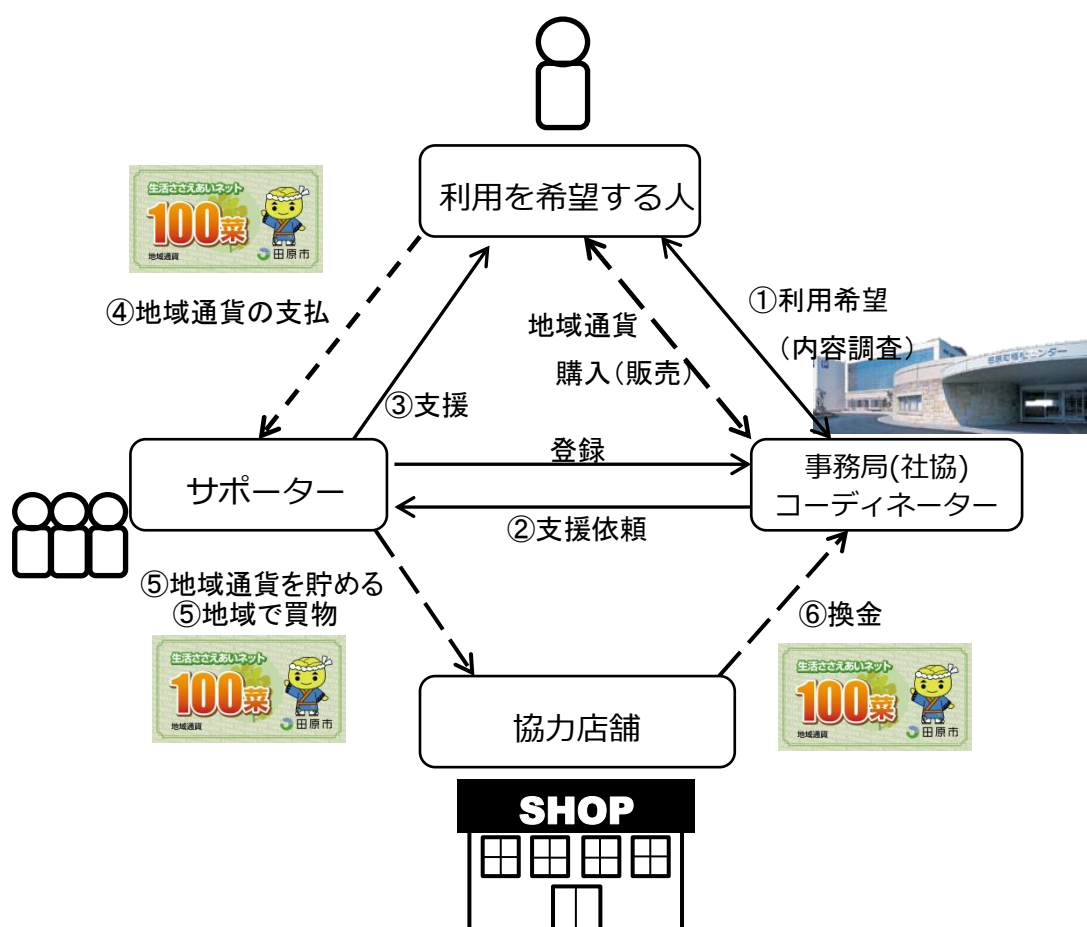 利用を希望する人
生活ささえあいネット
100菜
地域通貨
田原市
④地域通貨の支払
①利用希望
(内容調査)
地域通貨
購入(販売)
③支援
登録
サポーター
事務局(社協)
コーディネーター
②支援依頼
⑤地域通貨を貯める
⑤地域で買物
生活ささえあいネット
100菜
地域通貨
田原市
⑥換金
生活ささえあいネット
100菜
地域通貨
田原市
協力店舗
SHOP